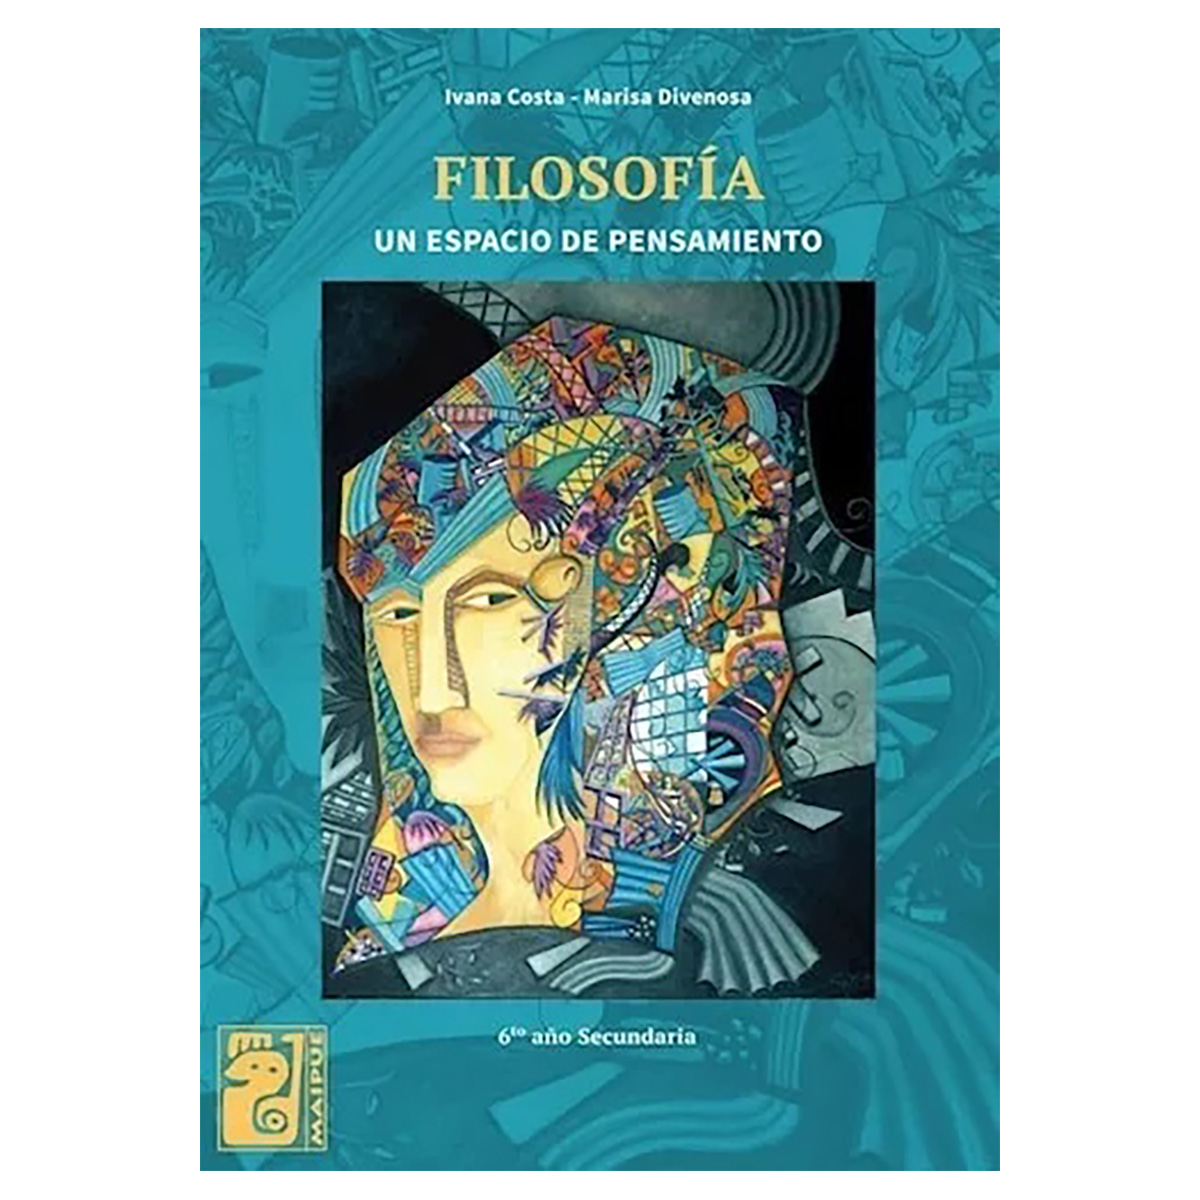 Ivana Costa - Marisa Divenosa
FILOSOFÍA
UN ESPACIO DE PENSAMIENTO
6to año Secundaria
MAIPUE